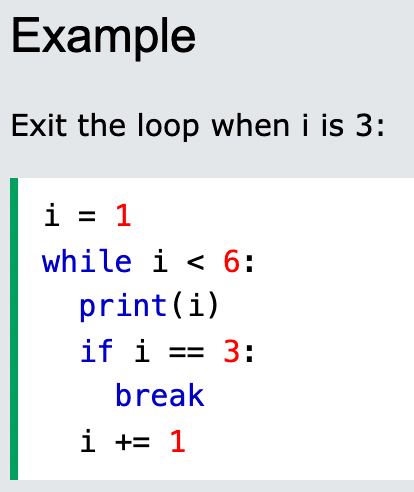 Example
Exit the loop when i is 3:
i = 1
while i < 6:
  print(i)
  if i == 3:
    break
  i += 1